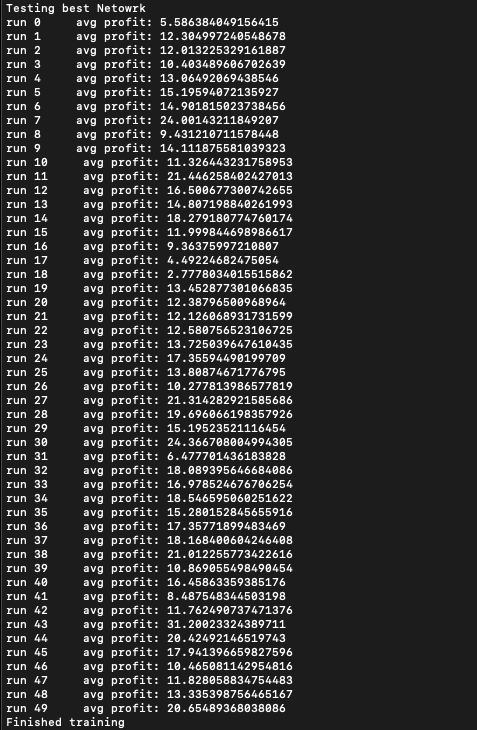 Testing best Netowrk
run 0 avg profit: 5.586384049156415
run 1 avg profit: 12.304997240548678
run 2 avg profit: 12.013225329161887
run 3 avg profit: 10.403489606702639
run 4 avg profit: 13.06492069438546
run 5 avg profit: 15.19594072135927
run 6 avg profit: 14.901815023738456
run 7 avg profit: 24.00143211849207
run 8 avg profit: 9.431210711578448
run 9 avg profit: 14.111875581039323
run 10 avg profit: 11.326443231758953
run 11 avg profit: 21.446258402427013
run 12 avg profit: 16.500677300742655
run 13 avg profit: 14.807198840261993
run 14 avg profit: 18.279180774760174
run 15 avg profit: 11.999844698986617
run 16 avg profit: 9.36375997210807
run 17 avg profit: 4.49224682475054
run 18 avg profit: 2.7778034015515862
run 19 avg profit: 13.452877301066835
run 20 avg profit: 12.38796500968964
run 21 avg profit: 12.126068931731599
run 22 avg profit: 12.580756523106725
run 23 avg profit: 13.725039647610435
run 24 avg profit: 17.35594490199709
run 25 avg profit: 13.80874671776795
run 26 avg profit: 10.277813986577819
run 27 avg profit: 21.314282921585686
run 28 avg profit: 19.696066198357926
run 29 avg profit: 15.19523521116454
run 30 avg profit: 24.366708004994305
run 31 avg profit: 6.477701436183828
run 32 avg profit: 18.089395646684086
run 33 avg profit: 16.978524676706254
run 34 avg profit: 18.546595060251622
run 35 avg profit: 15.280152845655916
run 36 avg profit: 17.35771899483469
run 37 avg profit: 18.168400604246408
run 38 avg profit: 21.012255773422616
run 39 avg profit: 10.869055498490454
run 40 avg profit: 16.45863359385176
run 41 avg profit: 8.487548344503198
run 42 avg profit: 11.762490737471376
run 43 avg profit: 31.20023324389711
run 44 avg profit: 20.42492146519743
run 45 avg profit: 17.941396659827596
run 46 avg profit: 10.465081142954816
run 47 avg profit: 11.828058834754483
run 48 avg profit: 13.335398756465167
run 49 avg profit: 20.65489368038086
Finished training